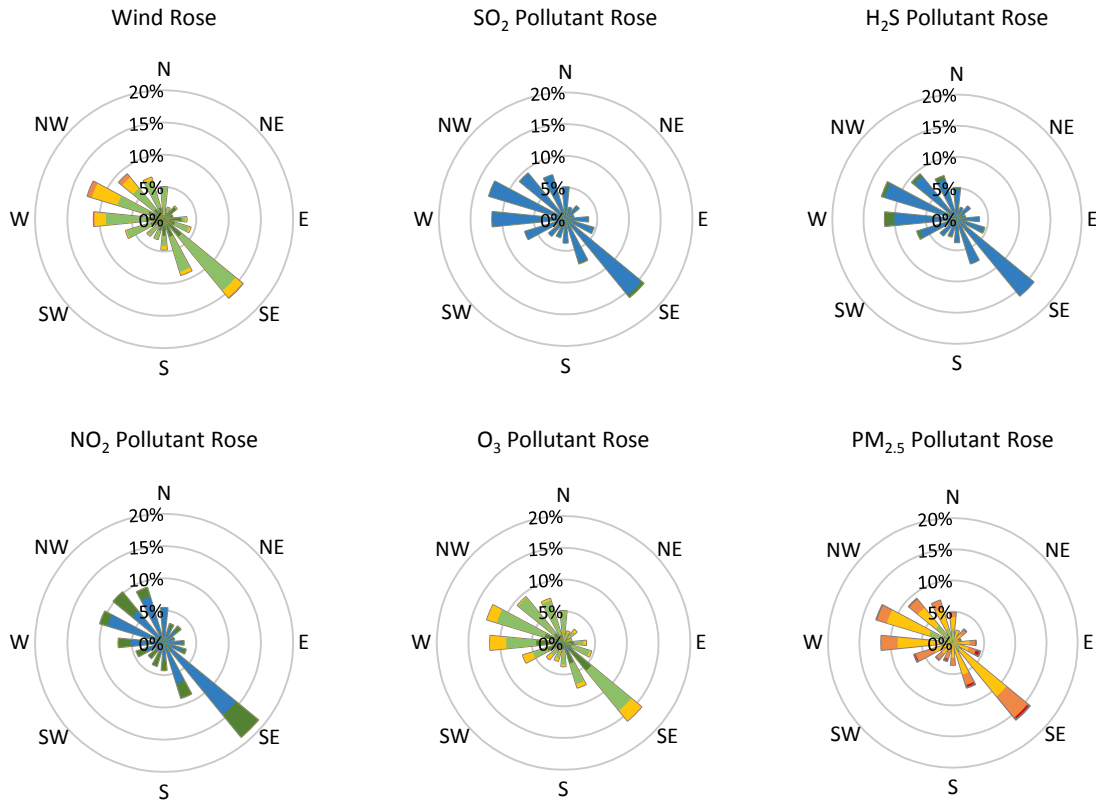 Wind Rose
N
20%
15%
10%
5%
0%
NW
NE
W
E
SW
SE
S
SO₂ Pollutant Rose
N
20%
15%
10%
5%
0%
NW
NE
W
E
SW
SE
S
H₂S Pollutant Rose
N
20%
15%
10%
5%
0%
NW
NE
W
E
SW
SE
S
NO₂ Pollutant Rose
N
20%
15%
10%
5%
0%
NW
NE
W
E
SW
SE
S
O₃ Pollutant Rose
N
20%
15%
10%
5%
0%
NW
NE
W
E
SW
SE
S
PM₂.₅ Pollutant Rose
N
20%
15%
10%
5%
0%
NW
NE
W
E
SW
SE
S